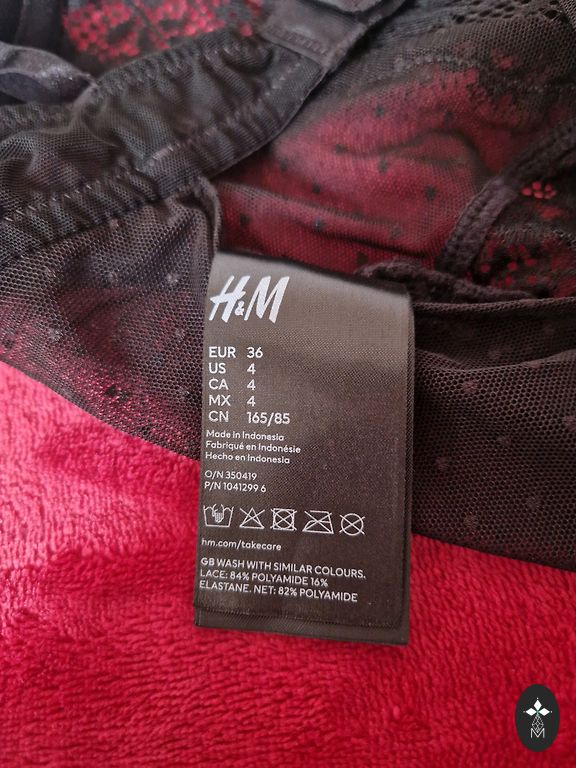 H&M
EUR 36
US 4
CA 4
MX 4
CN 165/85
Made in Indonesia
Fabriqué en Indonésie
Hecho en Indonesia
O/N 350419
P/N 1041299 6
hm.com/takecare
GB WASH WITH SIMILAR COLOURS.
LACE: 84% POLYAMIDE 16%
ELASTANE. NET: 82% POLYAMIDE
M